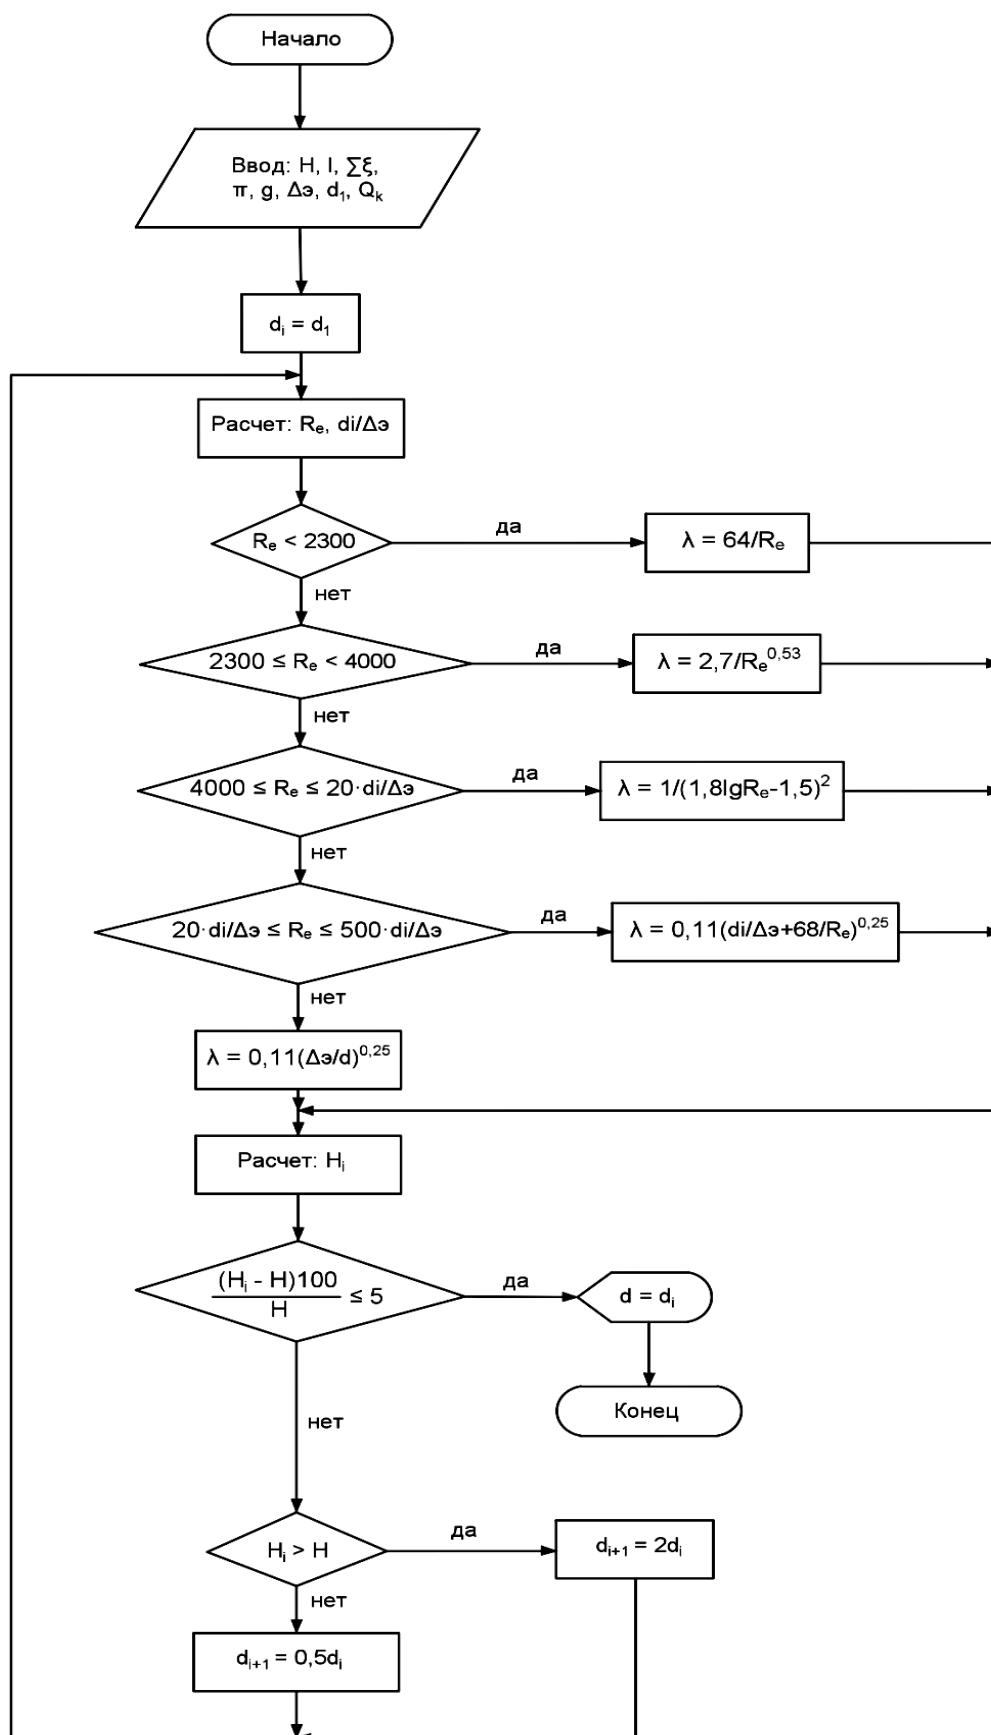 Начало
Ввод: H, l, ∑ξ,
π, g, Δэ, d₁, Qₖ
dᵢ = d₁
Расчет: Rₑ, di/Δэ
Rₑ < 2300
да
λ = 64/Rₑ
нет
2300 ≤ Rₑ < 4000
да
λ = 2,7/Rₑ^0,53
нет
4000 ≤ Rₑ ≤ 20·di/Δэ
да
λ = 1/(1,8lgRₑ-1,5)²
нет
20·di/Δэ ≤ Rₑ ≤ 500·di/Δэ
да
λ = 0,11(di/Δэ+68/Rₑ)^0,25
нет
λ = 0,11(Δэ/d)^0,25
Расчет: Hᵢ
(Hᵢ - H)100
H
≤ 5
да
d = dᵢ
Конец
нет
Hᵢ > H
да
dᵢ₊₁ = 2dᵢ
нет
dᵢ₊₁ = 0,5dᵢ